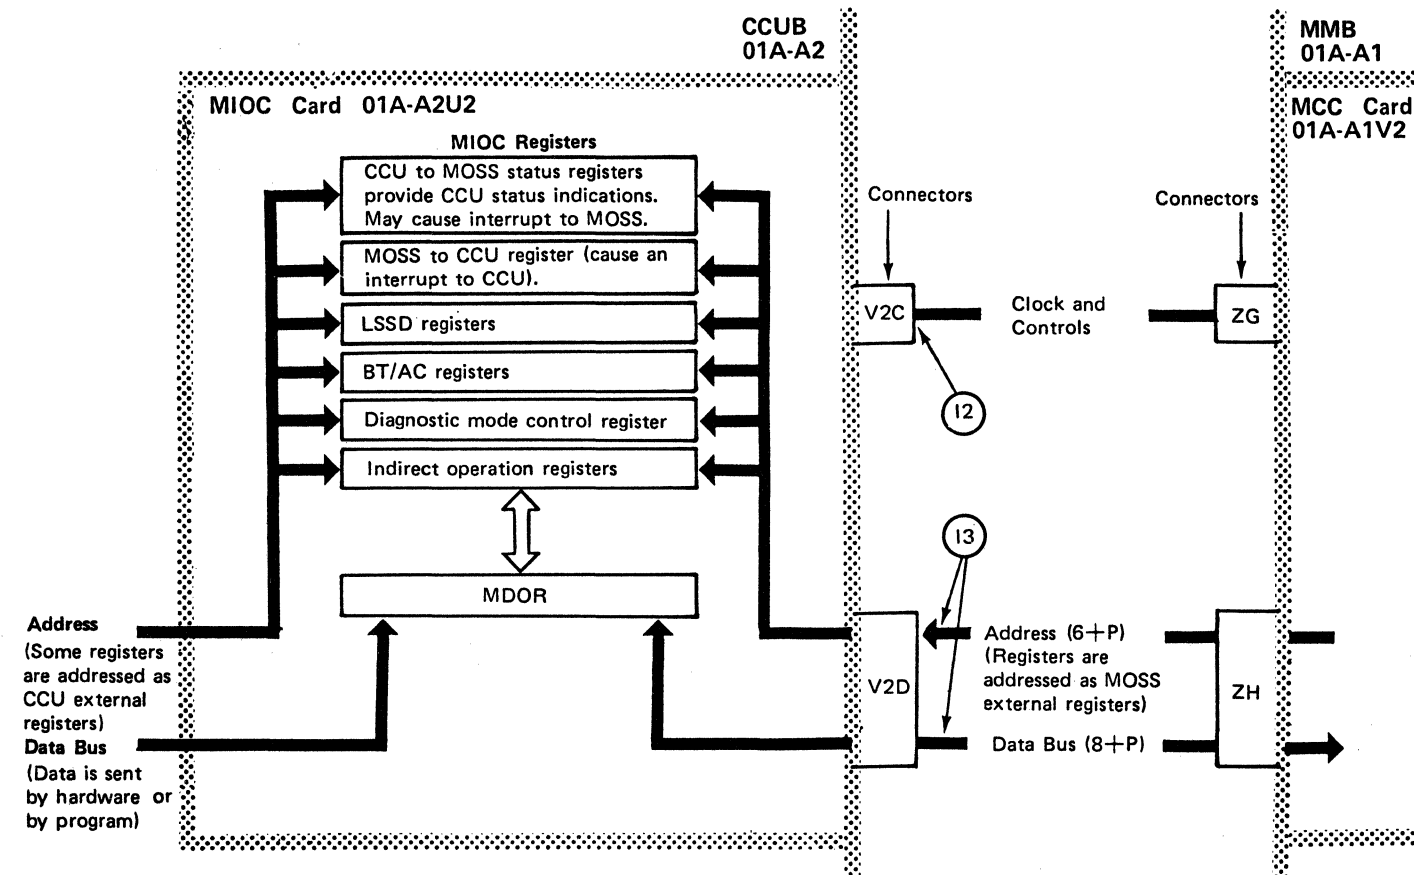 CCUB
01A-A2
MMB
01A-A1
MIOC Card 01A-A2U2
MCC Card
01A-A1V2
MIOC Registers
CCU to MOSS status registers
provide CCU status indications.
May cause interrupt to MOSS.
MOSS to CCU register (cause an
interrupt to CCU).
LSSD registers
BT/AC registers
Diagnostic mode control register
Indirect operation registers
MDOR
Connectors
Connectors
V2C
Clock and
Controls
ZG
12
13
Address
(Some registers
are addressed as
CCU external
registers)
Data Bus
(Data is sent
by hardware or
by program)
V2D
Address (6+P)
(Registers are
addressed as MOSS
external registers)
Data Bus (8+P)
ZH